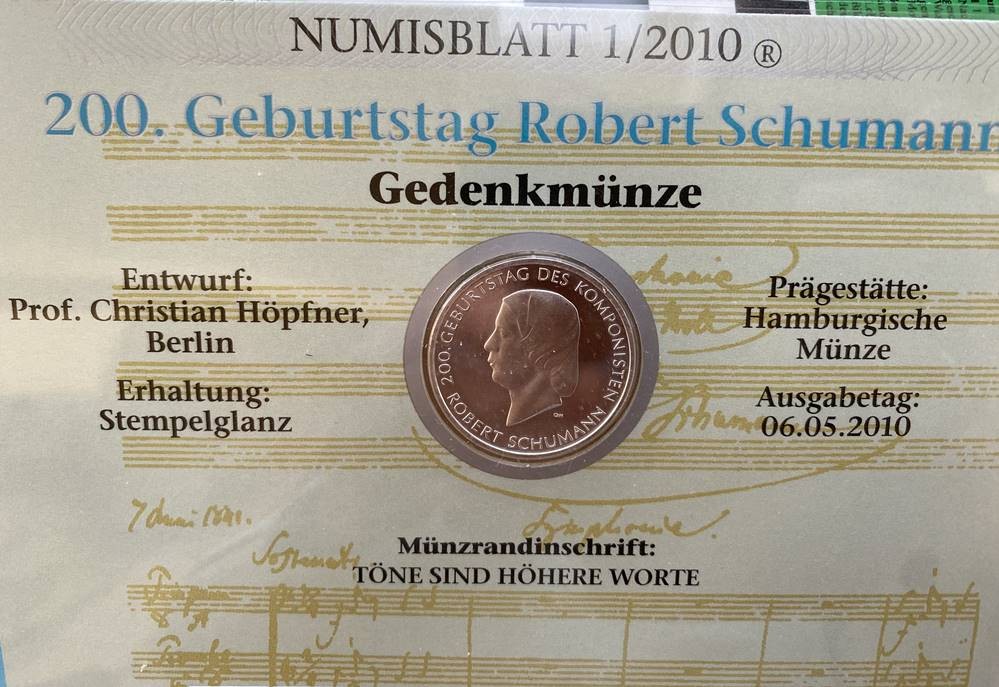 NUMISBLATT 1/2010 ®
200. Geburtstag Robert Schumann
Gedenkmünze
Entwurf:
Prof. Christian Höpfner,
Berlin
Erhaltung:
Stempelglanz
200. GEBURTSTAG DES KOMPONISTEN
ROBERT SCHUMANN
Prägestätte:
Hamburgische
Münze
Ausgabetag:
06.05.2010
Symphonie.
Münzrandinschrift:
TÖNE SIND HÖHERE WORTE